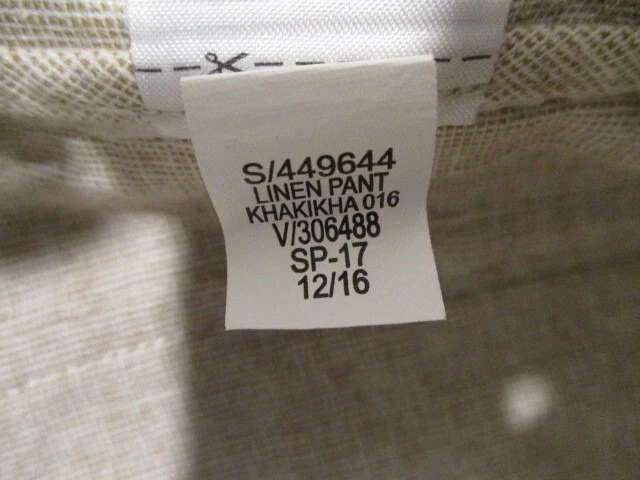 S/449644
LINEN PANT
KHAKIKHA 016
V/306488
SP-17
12/16